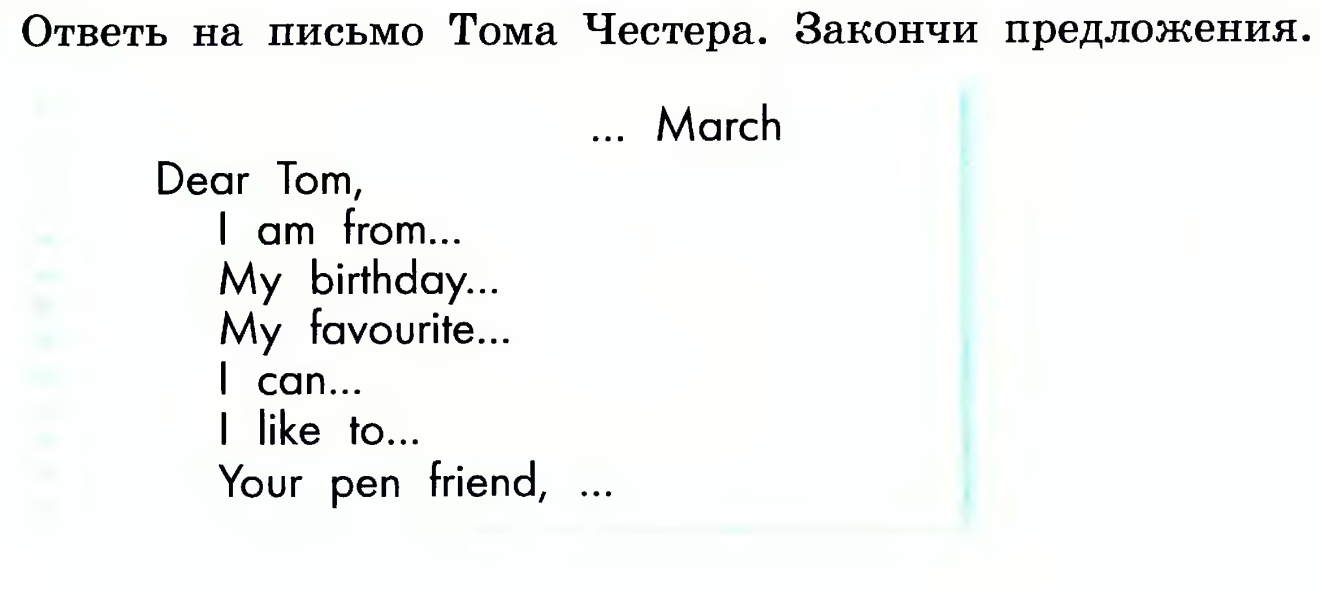 Ответь на письмо Тома Честера. Закончи предложения.
... March
Dear Tom,
I am from...
My birthday...
My favourite...
I can...
I like to...
Your pen friend, ...